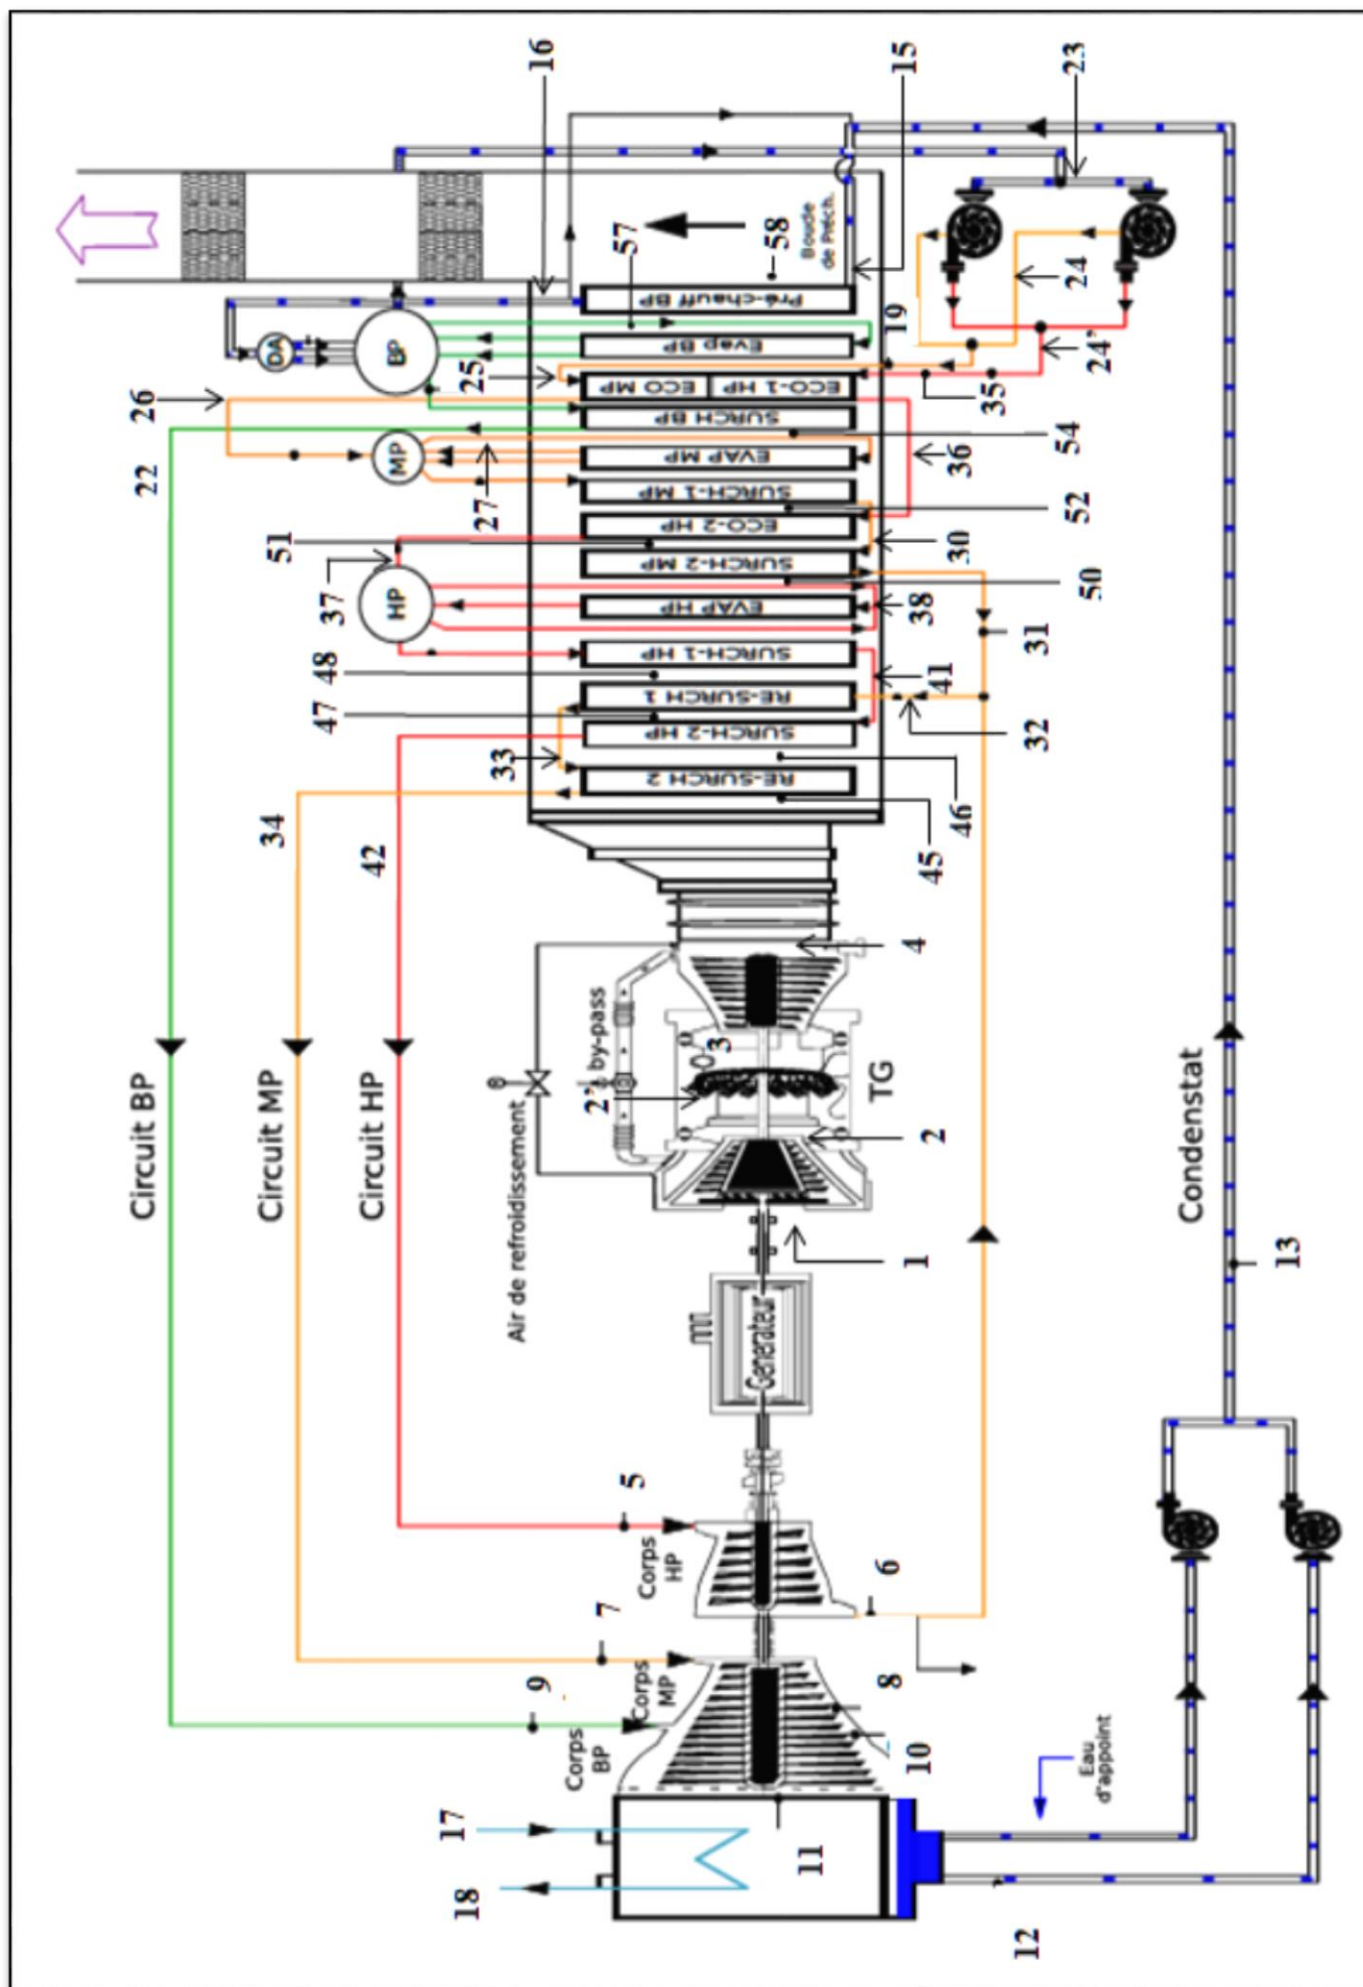 Circuit BP
22
26
Circuit MP
34
51
DA
18
17
47
48
37
Circuit HP
42
HP
MP
BP
27
25
33
Air de refroidissement
9
16
Corps
BP
2'
by-pass
7
57
5
Corps
MP
Corps
HP
RE-SURCH 2
SURCH-2 HP
RE-SURCH 1
SURCH-1 HP
EVAP HP
SURCH-2 MP
ECO-2 HP
SURCH-1 MP
EVAP MP
SURCH BP
ECO MP
ECO-1 HP
Evap BP
Pré-chauff BP
3
Generateur
58
Boude
de Préch.
11
TG
8
6
19
15
10
1
2
4
45
46
41
38
30
36
35
12
31
32
50
52
54
24
24'
23
Eau
d'appoint
Condenstat
13